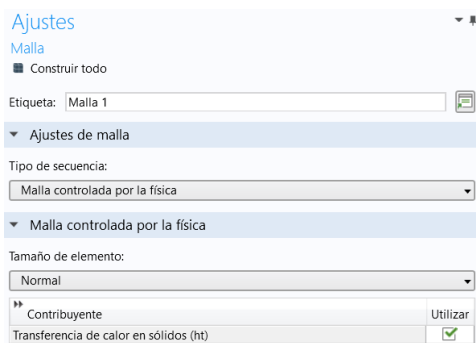 Ajustes
Malla
Construir todo
Etiqueta: Malla 1
Ajustes de malla
Tipo de secuencia:
Malla controlada por la física
Malla controlada por la física
Tamaño de elemento:
Normal
Contribuyente Utilizar
Transferencia de calor en sólidos (ht)